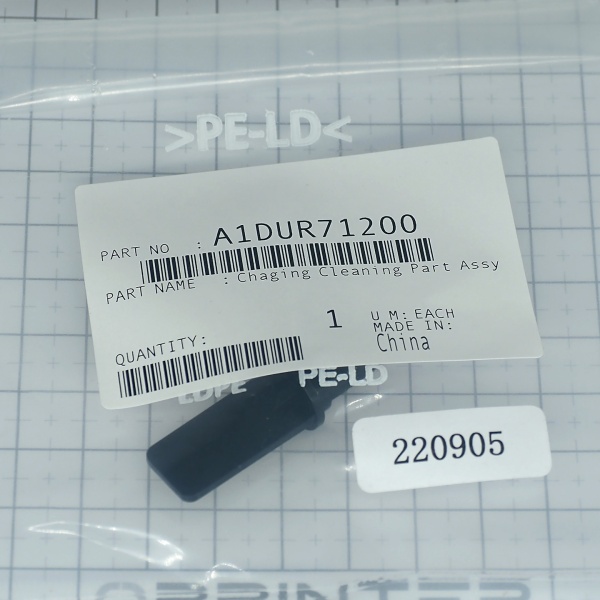 >PE-LD<
PART NO : A1DUR71200
PART NAME : Chaging Cleaning Part Assy
1 U M: EACH
MADE IN:
QUANTITY: China
LDPE PE-LD
220905